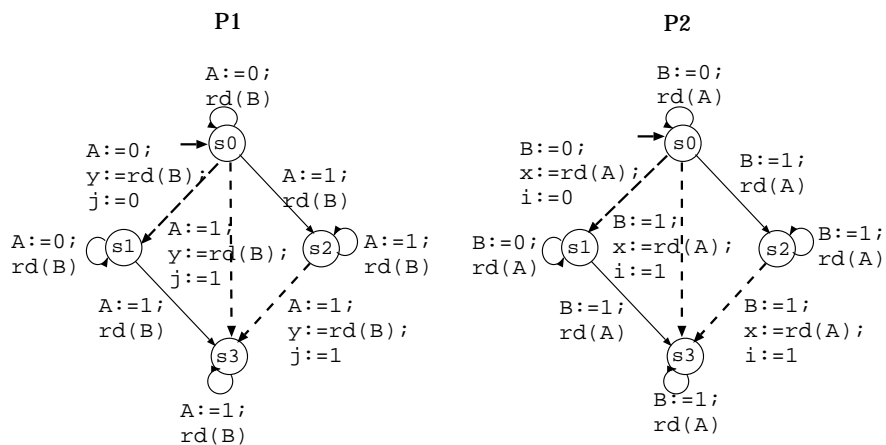 P1
A:=0;
rd(B)
s0
A:=0;
y:=rd(B);
j:=0
A:=1;
rd(B)
A:=1;
y:=rd(B);
j:=1
A:=0;
rd(B)
s1
s2
A:=1;
rd(B)
A:=1;
rd(B)
A:=1;
y:=rd(B);
j:=1
s3
A:=1;
rd(B)
P2
B:=0;
rd(A)
s0
B:=0;
x:=rd(A);
i:=0
B:=1;
rd(A)
B:=1;
x:=rd(A);
i:=1
B:=0;
rd(A)
s1
s2
B:=1;
rd(A)
B:=1;
rd(A)
B:=1;
x:=rd(A);
i:=1
s3
B:=1;
rd(A)